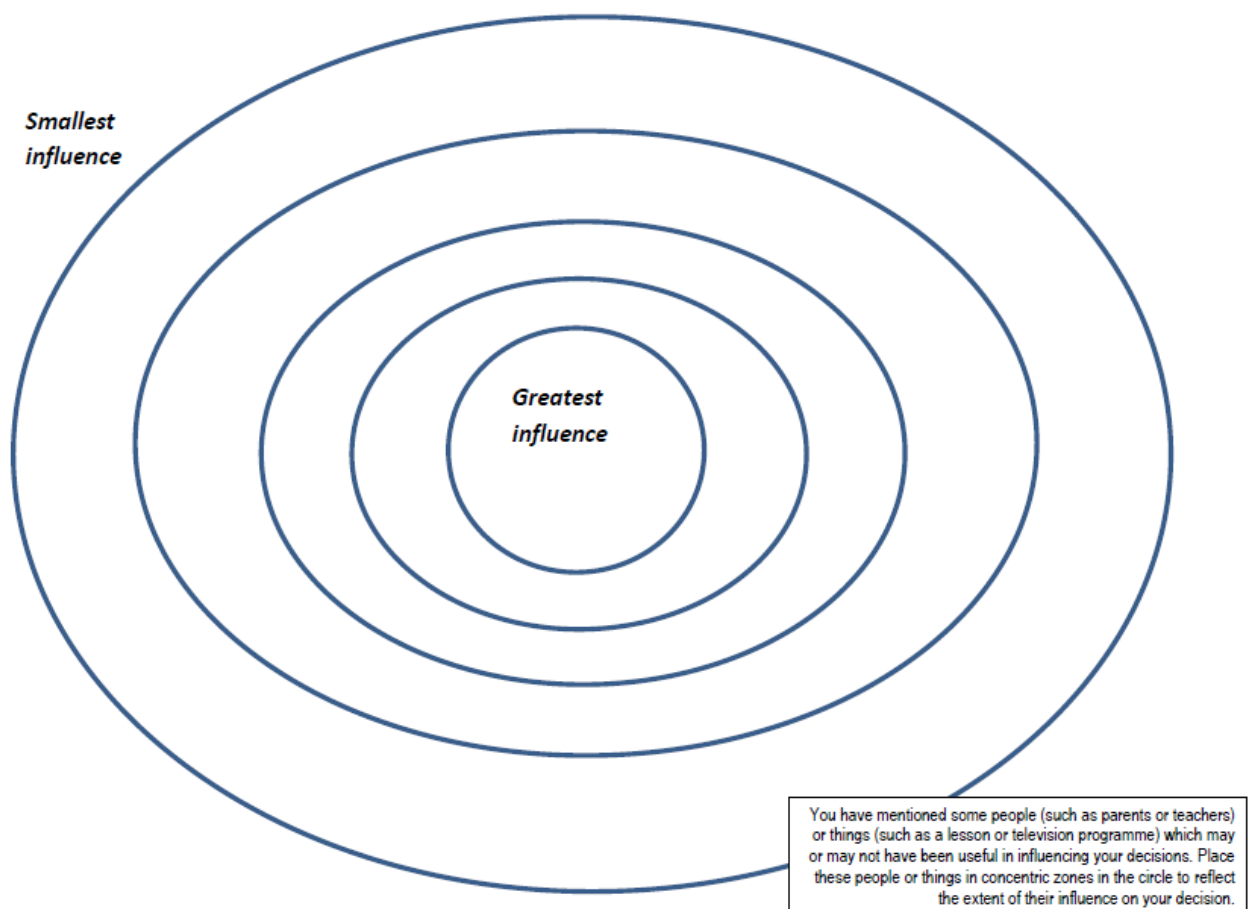 Smallest
influence
Greatest
influence
You have mentioned some people (such as parents or teachers)
or things (such as a lesson or television programme) which may
or may not have been useful in influencing your decisions. Place
these people or things in concentric zones in the circle to reflect
the extent of their influence on your decision.